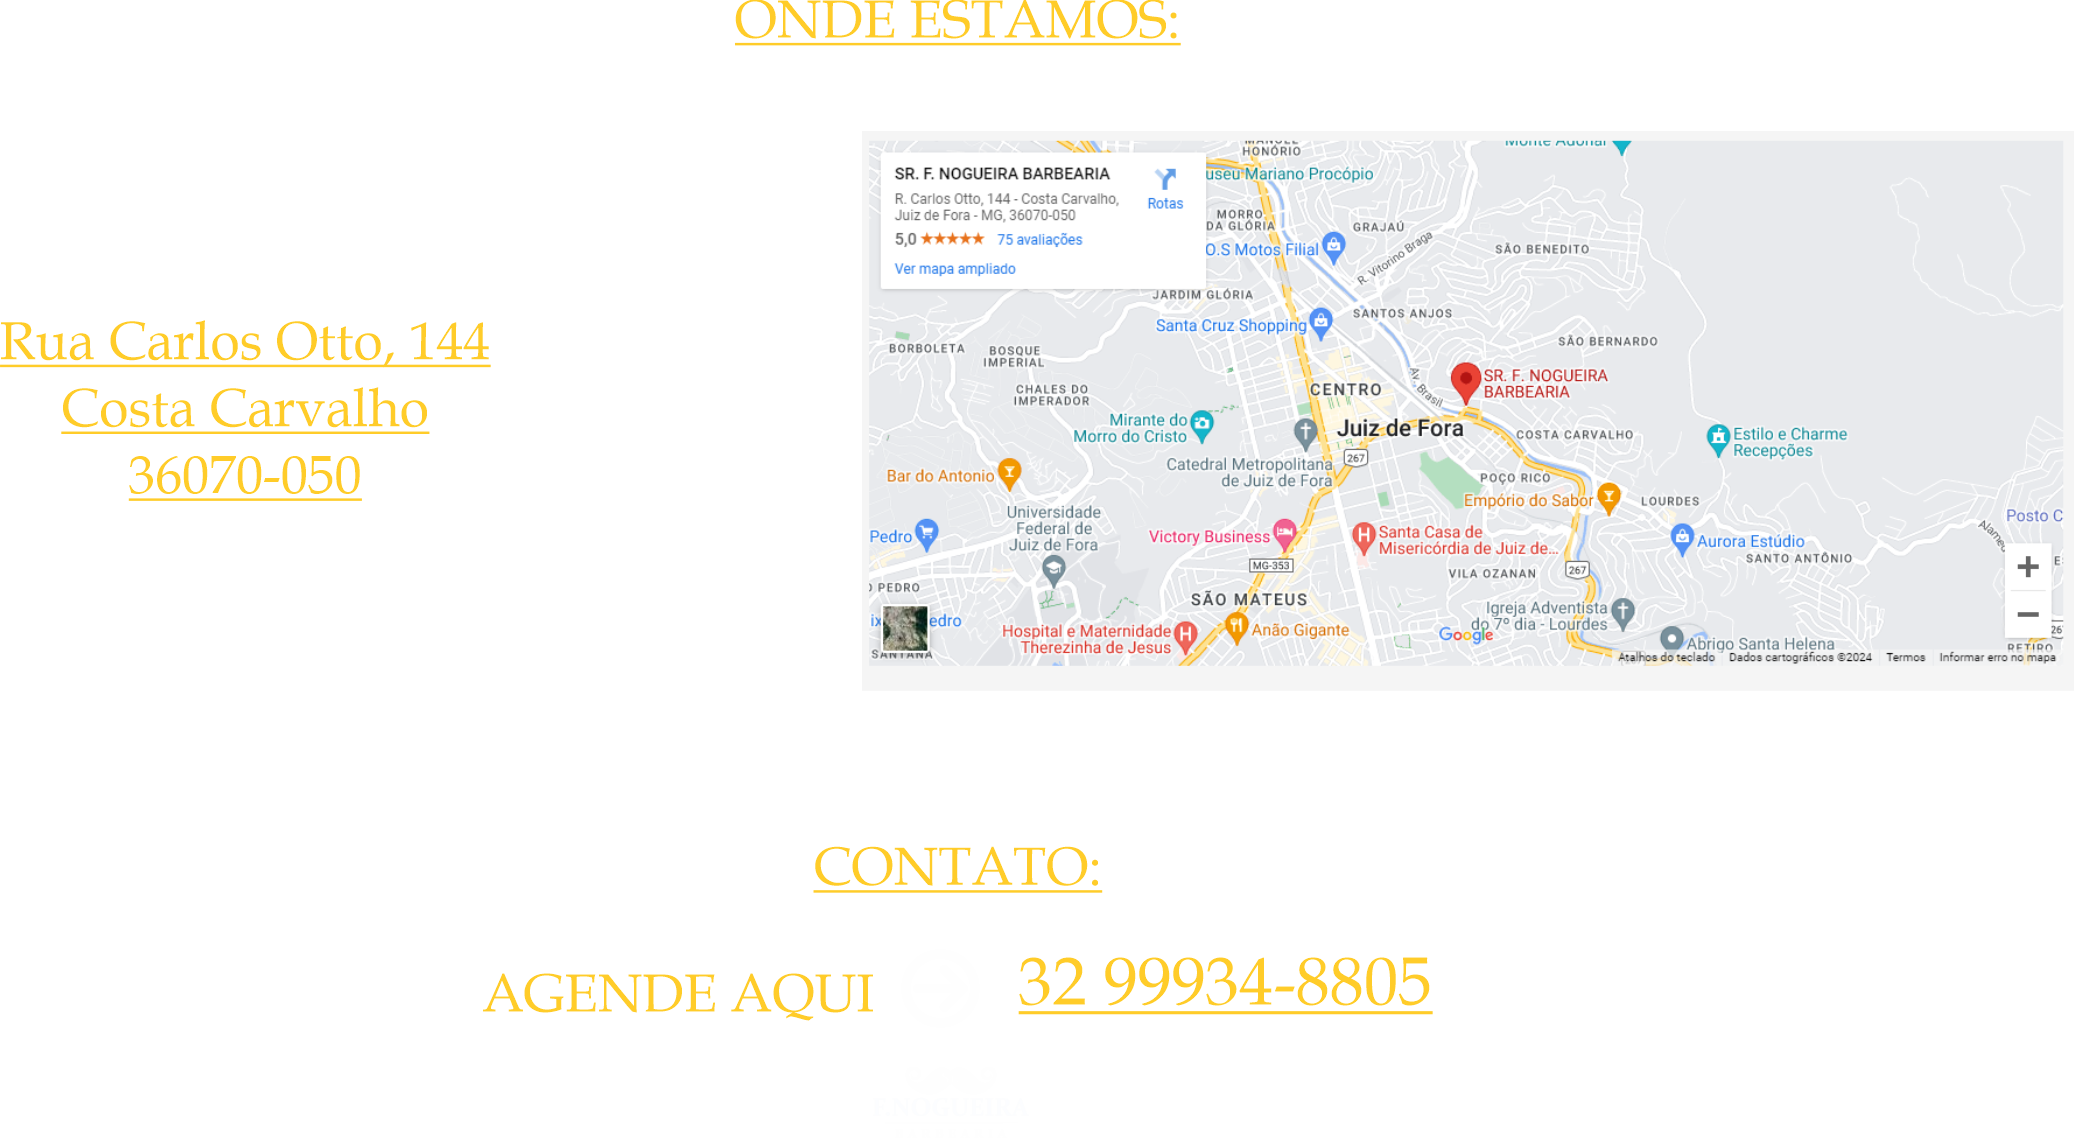 ONDE ESTAMOS:
Rua Carlos Otto, 144
Costa Carvalho
36070-050
SR. F. NOGUEIRA BARBEARIA
R. Carlos Otto, 144 - Costa Carvalho,
Juiz de Fora - MG, 36070-050
5,0 ★★★★★ 75 avaliações
Ver mapa ampliado
Rotas
HONÓRIO
useu Mariano Procópio
MORRO
DA GLÓRIA
GRAJAÚ
O.S Motos Filial
R. Vitorino Braga
SÃO BENEDITO
JARDIM GLÓRIA
Santa Cruz Shopping
SANTOS ANJOS
BORBOLETA
BOSQUE
IMPERIAL
SÃO BERNARDO
CHALES DO
IMPERADOR
CENTRO
Av. Brasil
SR. F. NOGUEIRA
BARBEARIA
Mirante do
Morro do Cristo
Juiz de Fora
COSTA CARVALHO
Estilo e Charme
Recepções
267
Catedral Metropolitana
de Juiz de Fora
Bar do Antonio
POÇO RICO
Empório do Sabor
LOURDES
Universidade
Federal de
Juiz de Fora
Posto C
Pedro
Victory Business
Santa Casa de
Misericórdia de Juiz de...
Aurora Estúdio
SANTO ANTÔNIO
Alamed
MG-353
VILA OZANAN
267
O PEDRO
SÃO MATEUS
Igreja Adventista
do 7º dia - Lourdes
edro
Hospital e Maternidade
Therezinha de Jesus
Anão Gigante
Google
Abrigo Santa Helena
SANTANA
RETIRO
Atalhos do teclado
Dados cartográficos ©2024
Termos
Informar erro no mapa
CONTATO:
AGENDE AQUI
32 99934-8805